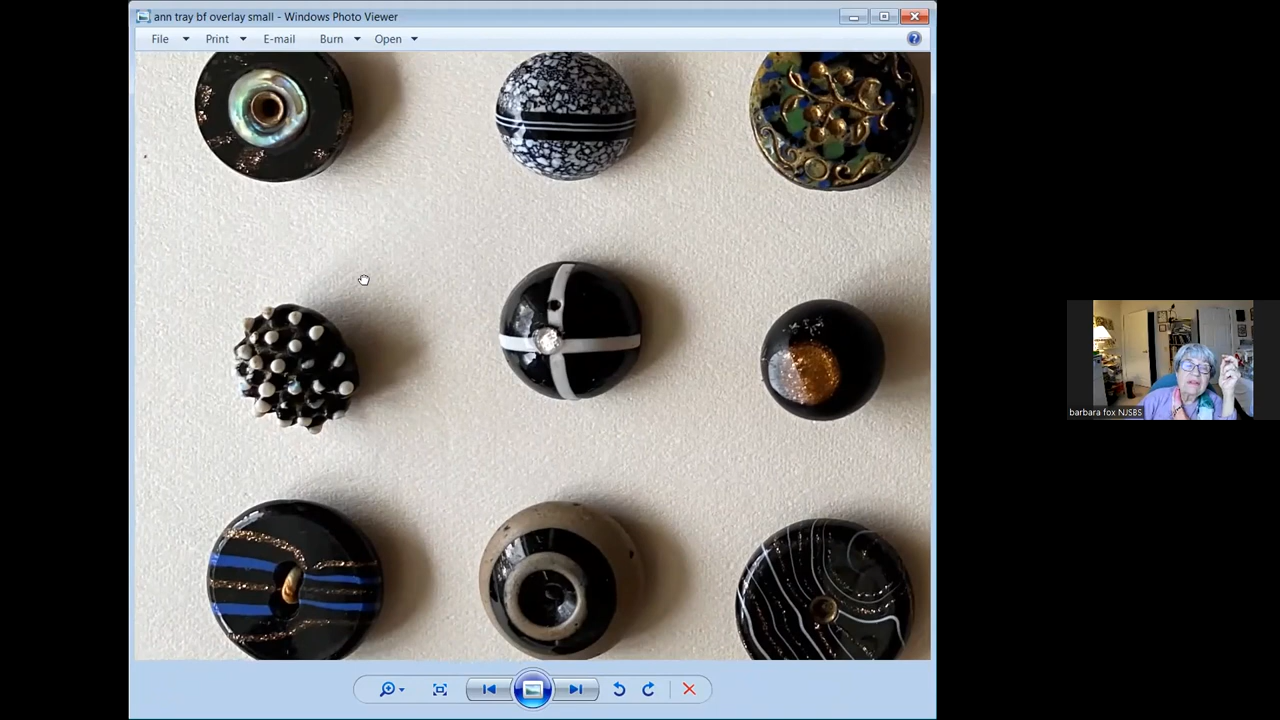 ann tray bf overlay small - Windows Photo Viewer
File Print E-mail Burn Open
barbara fox NJSBS